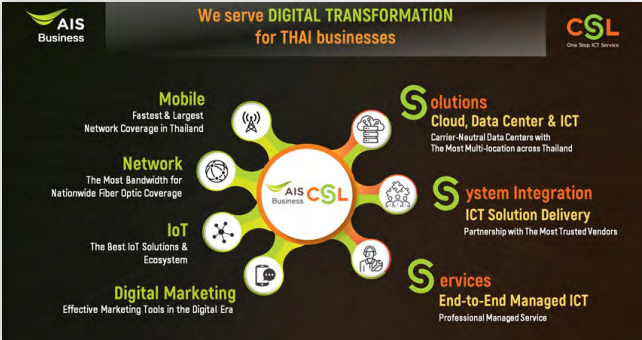 AIS
Business
We serve DIGITAL TRANSFORMATION
for THAI businesses
CSL
One Stop ICT Service
Mobile
Fastest & Largest
Network Coverage in Thailand
Network
The Most Bandwidth for
Nationwide Fiber Optic Coverage
IoT
The Best IoT Solutions &
Ecosystem
Digital Marketing
Effective Marketing Tools in the Digital Era
AIS
Business
CSL
Solutions
Cloud, Data Center & ICT
Carrier-Neutral Data Centers with
The Most Multi-location across Thailand
System Integration
ICT Solution Delivery
Partnership with The Most Trusted Vendors
Services
End-to-End Managed ICT
Professional Managed Service